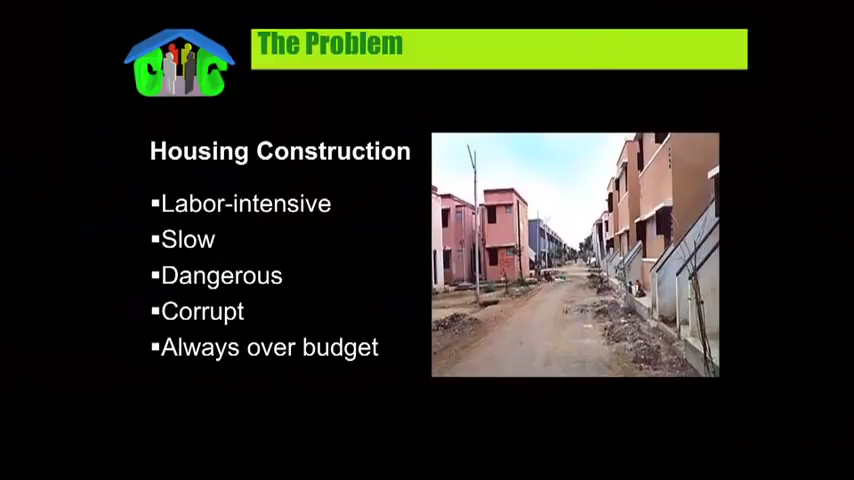 The Problem
Housing Construction
▪Labor-intensive
▪Slow
▪Dangerous
▪Corrupt
▪Always over budget